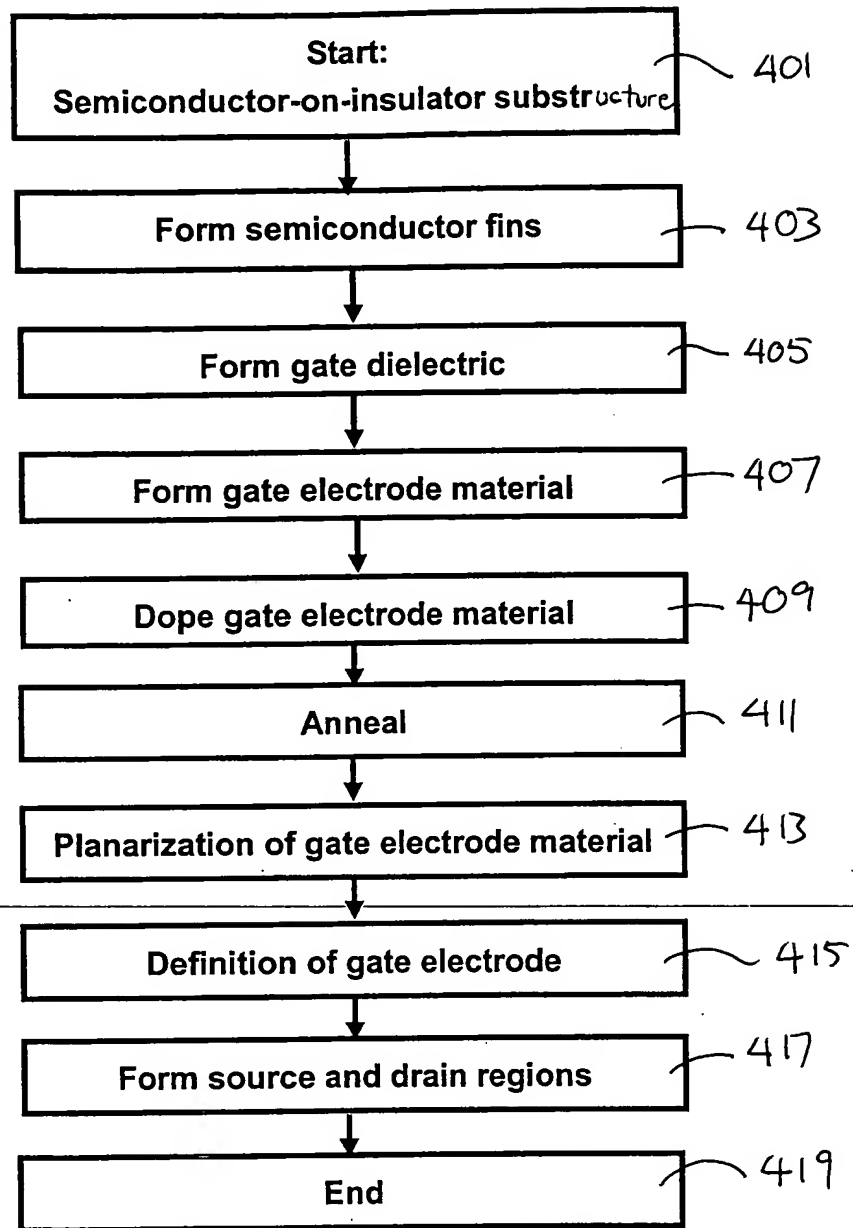 Start:
Semiconductor-on-insulator substructure
401
Form semiconductor fins
403
Form gate dielectric
405
Form gate electrode material
407
Dope gate electrode material
409
Anneal
411
Planarization of gate electrode material
413
Definition of gate electrode
415
Form source and drain regions
417
End
419